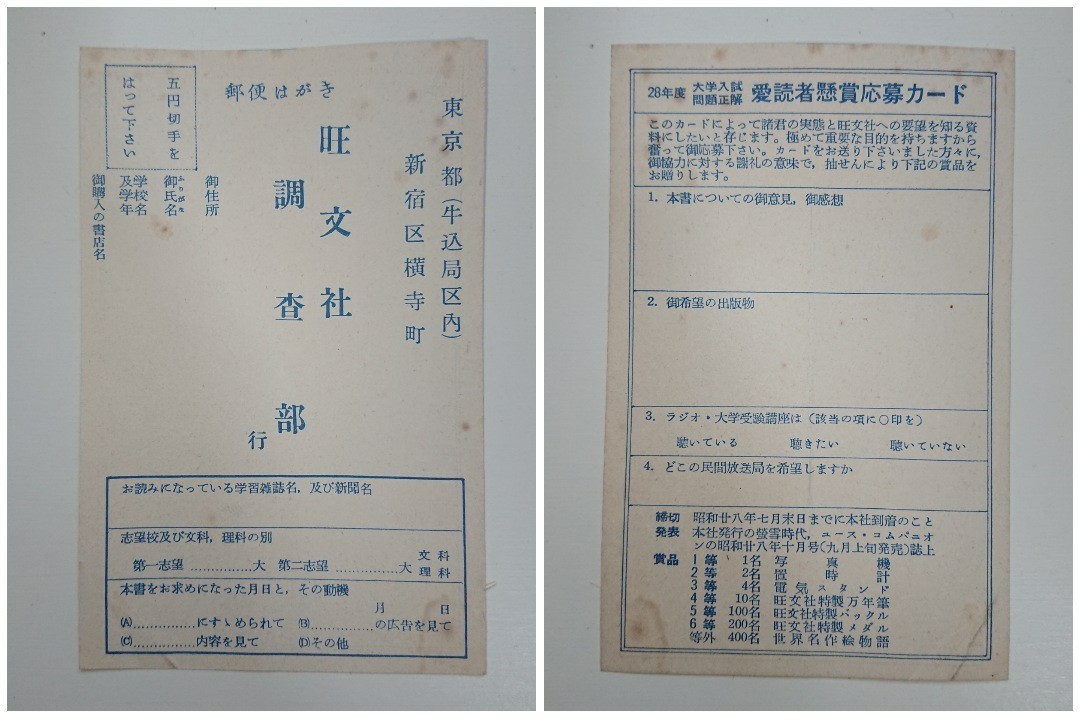 東京都(牛込局区内)
新宿区横寺町
郵便はがき
旺文社
調査部
行
五円切手を
はって下さい
御住所
ふりがな
御氏名
学校名
及学年
御購入の書店名
お読みになっている学習雑誌名,及び新聞名
志望校及び文科,理科の別
第一志望……………大 第二志望……………大 文科 理科
本書をお求めになった月日と,その動機
月 日
(A)……………にすゝめられて (B)……………の広告を見て
(C)……………内容を見て (D)その他
28年度 大学入試問題正解 愛読者懸賞応募カード
このカードによって諸君の実態と旺文社への要望を知る資
料にしたいと存じます。極めて重要な目的を持ちますから
奮って御応募下さい。カードをお送り下さいました方々に,
御協力に対する謝礼の意味で,抽せんにより下記の賞品を
お贈りします。
1. 本書についての御意見,御感想
2. 御希望の出版物
3. ラジオ・大学受験講座は(該当の項に○印を)
聴いている 聴きたい 聴いていない
4. どこの民間放送局を希望しますか
締切 昭和廿八年七月末日までに本社到着のこと
発表 本社発行の螢雪時代,ユース・コムパニオ
ンの昭和廿八年十月号(九月上旬発売)誌上
賞品 1等 1名 写真機
2等 2名 置時計
3等 4名 電気スタンド
4等 10名 旺文社特製万年筆
5等 100名 旺文社特製バックル
6等 200名 旺文社特製メダル
等外 400名 世界名作絵物語